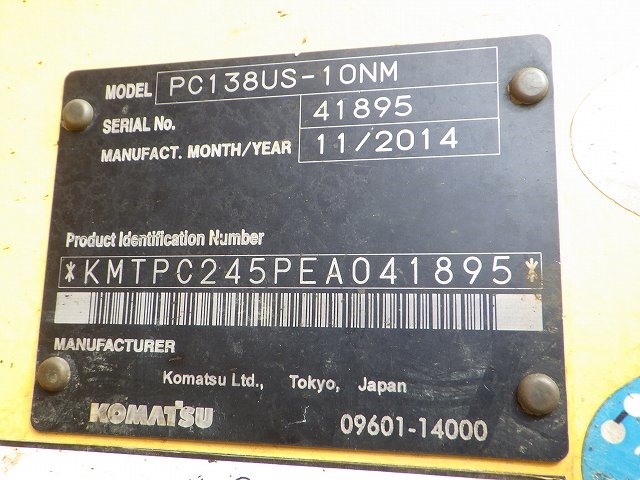 MODEL PC138US-10NM
SERIAL No. 41895
MANUFACT. MONTH/YEAR 11/2014
Product Identification Number
*KMTPC245PEA041895*
MANUFACTURER
Komatsu Ltd., Tokyo, Japan
KOMATSU 09601-14000